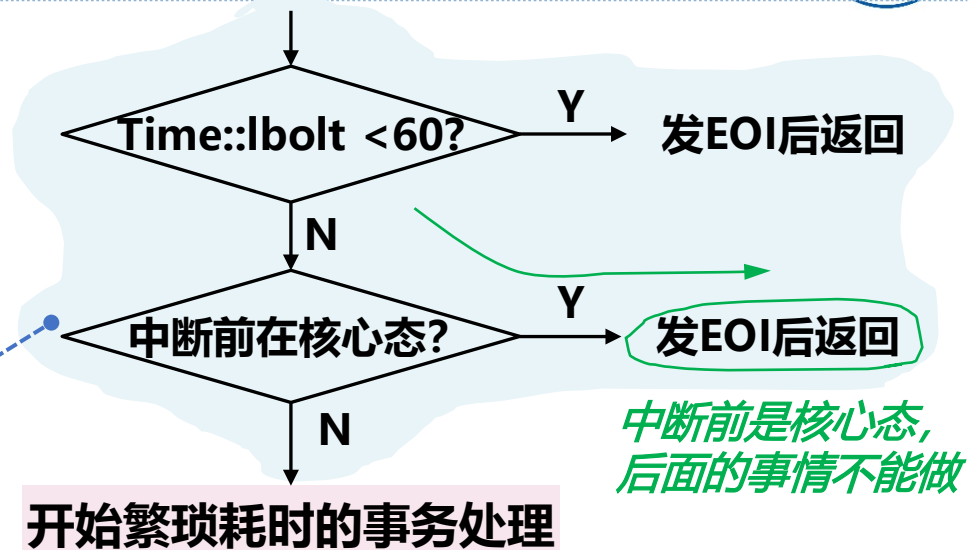 Time::lbolt <60?
Y
发EOI后返回
N
中断前在核心态？
Y
发EOI后返回
N
中断前是核心态，
后面的事情不能做
开始繁琐耗时的事务处理